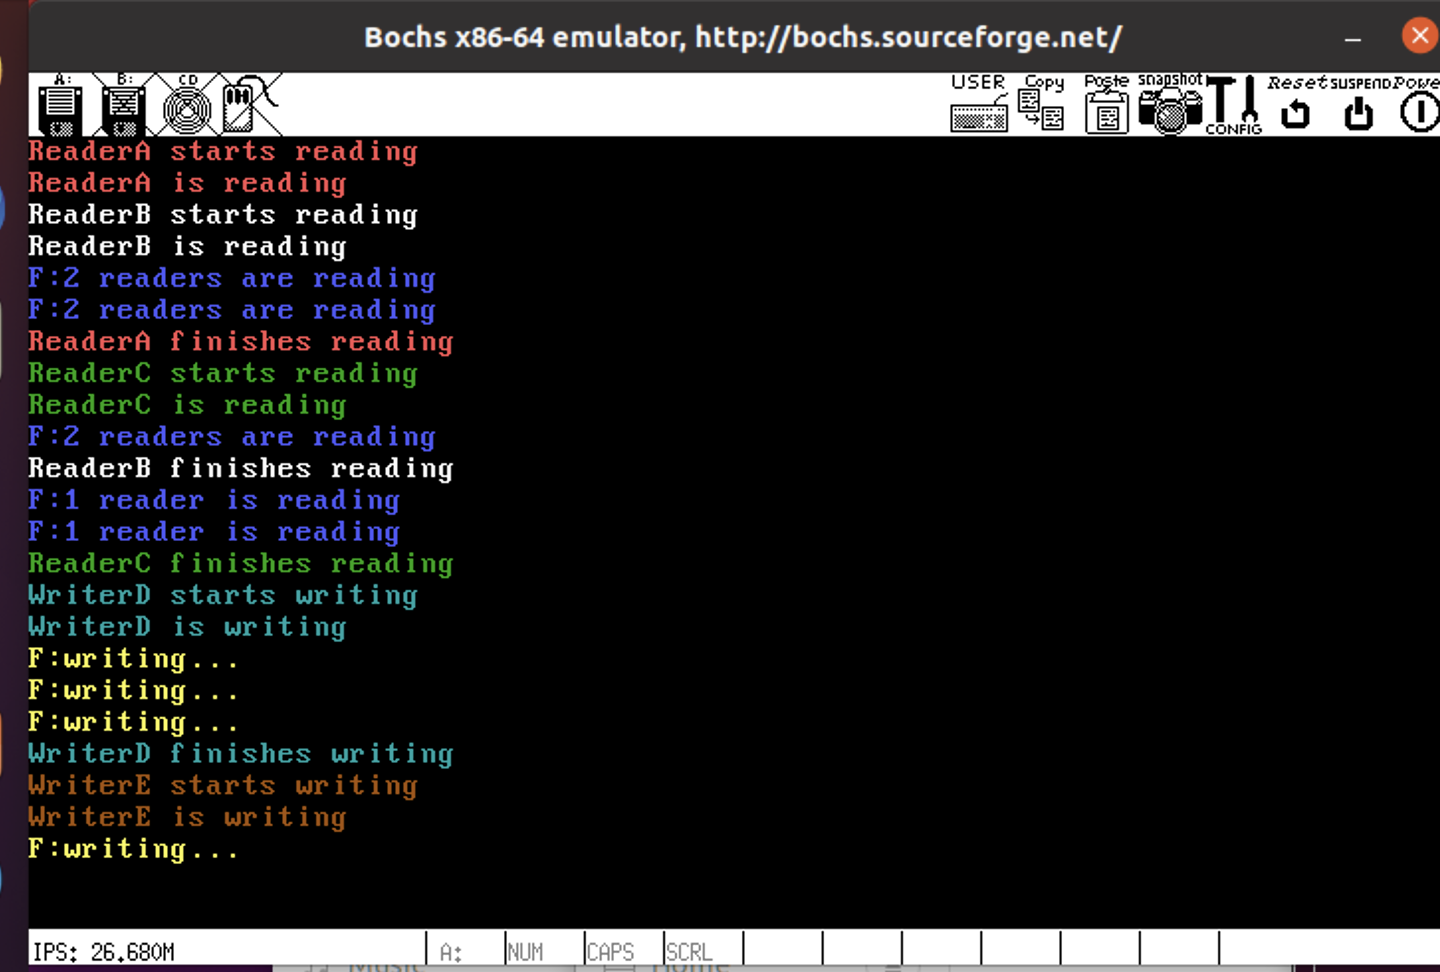 Bochs x86-64 emulator, http://bochs.sourceforge.net/
A: B: CD USER Copy Paste snapshot CONFIG Reset SUSPEND Power
ReaderA starts reading
ReaderA is reading
ReaderB starts reading
ReaderB is reading
F:2 readers are reading
F:2 readers are reading
ReaderA finishes reading
ReaderC starts reading
ReaderC is reading
F:2 readers are reading
ReaderB finishes reading
F:1 reader is reading
F:1 reader is reading
ReaderC finishes reading
WriterD starts writing
WriterD is writing
F:writing...
F:writing...
F:writing...
WriterD finishes writing
WriterE starts writing
WriterE is writing
F:writing...
IPS: 26.680M A: NUM CAPS SCRL